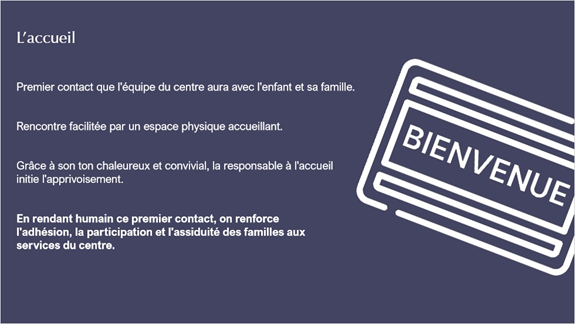 L'accueil
Premier contact que l'équipe du centre aura avec l'enfant et sa famille.
Rencontre facilitée par un espace physique accueillant.
Grâce à son ton chaleureux et convivial, la responsable à l'accueil
initie l'apprivoisement.
En rendant humain ce premier contact, on renforce
l'adhésion, la participation et l'assiduité des familles aux
services du centre.
BIENVENUE